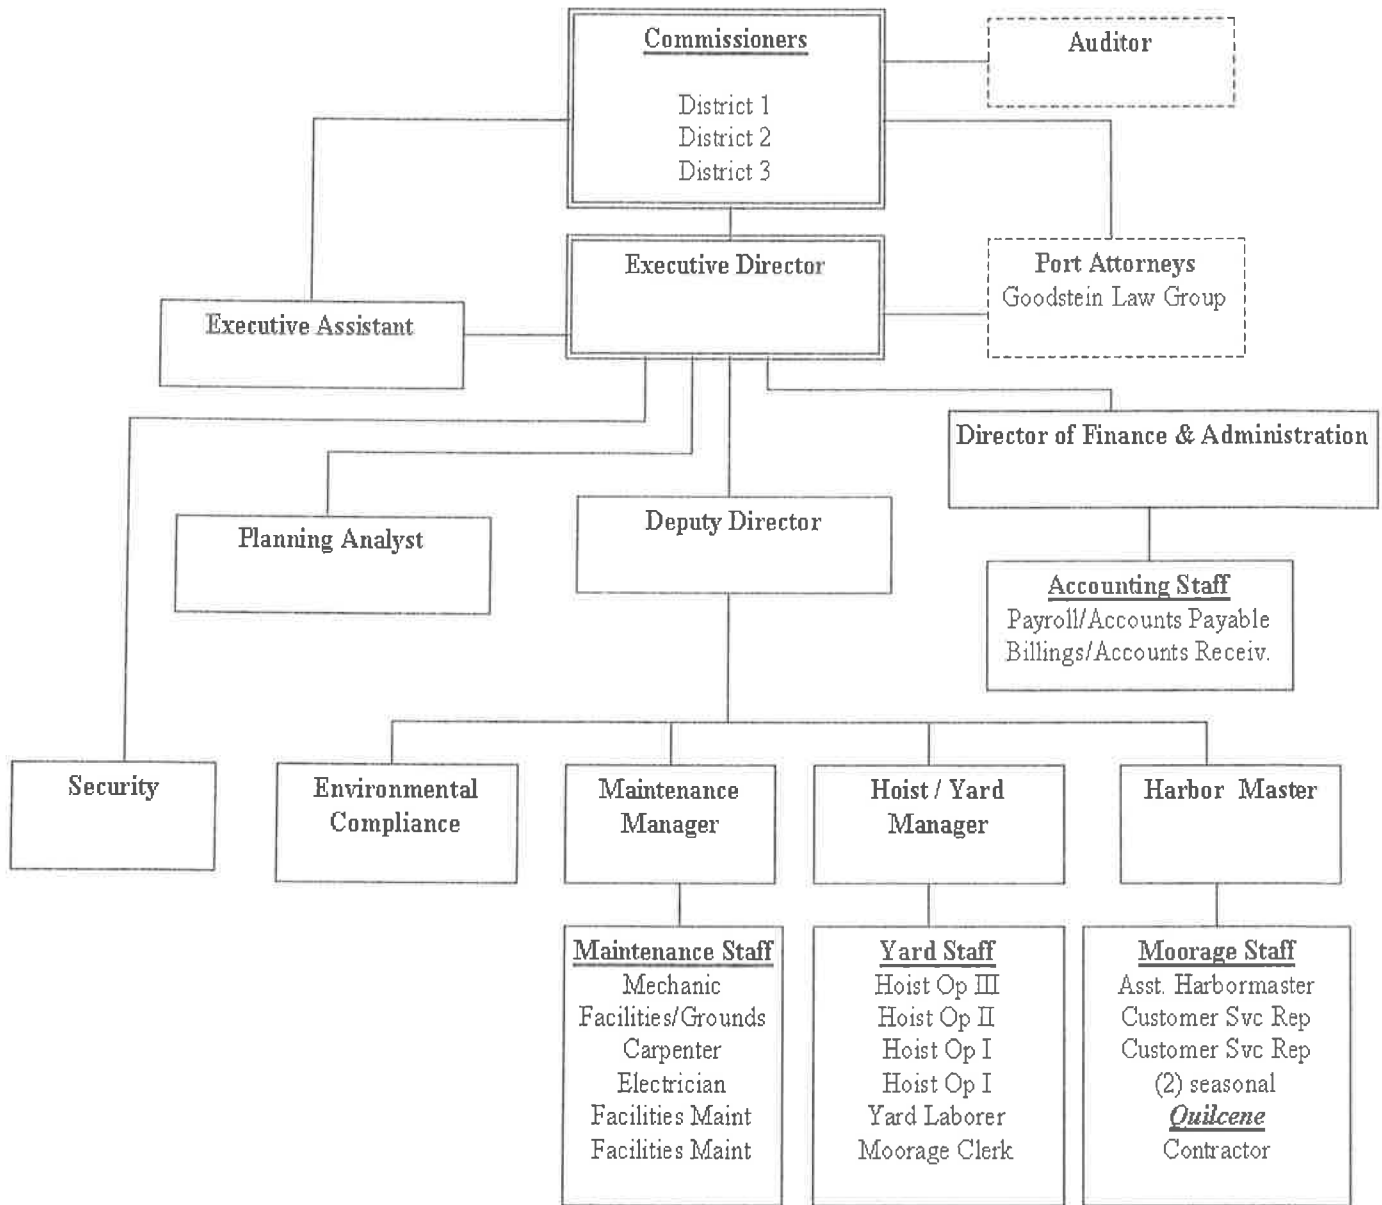 Commissioners
District 1
District 2
District 3
Auditor
Executive Director
Port Attorneys
Goodstein Law Group
Executive Assistant
Director of Finance & Administration
Planning Analyst
Deputy Director
Accounting Staff
Payroll/Accounts Payable
Billings/Accounts Receiv.
Security
Environmental
Compliance
Maintenance
Manager
Hoist / Yard
Manager
Harbor Master
Maintenance Staff
Mechanic
Facilities/Grounds
Carpenter
Electrician
Facilities Maint
Facilities Maint
Yard Staff
Hoist Op III
Hoist Op II
Hoist Op I
Hoist Op I
Yard Laborer
Moorage Clerk
Moorage Staff
Asst. Harbormaster
Customer Svc Rep
Customer Svc Rep
(2) seasonal
Quilcene
Contractor